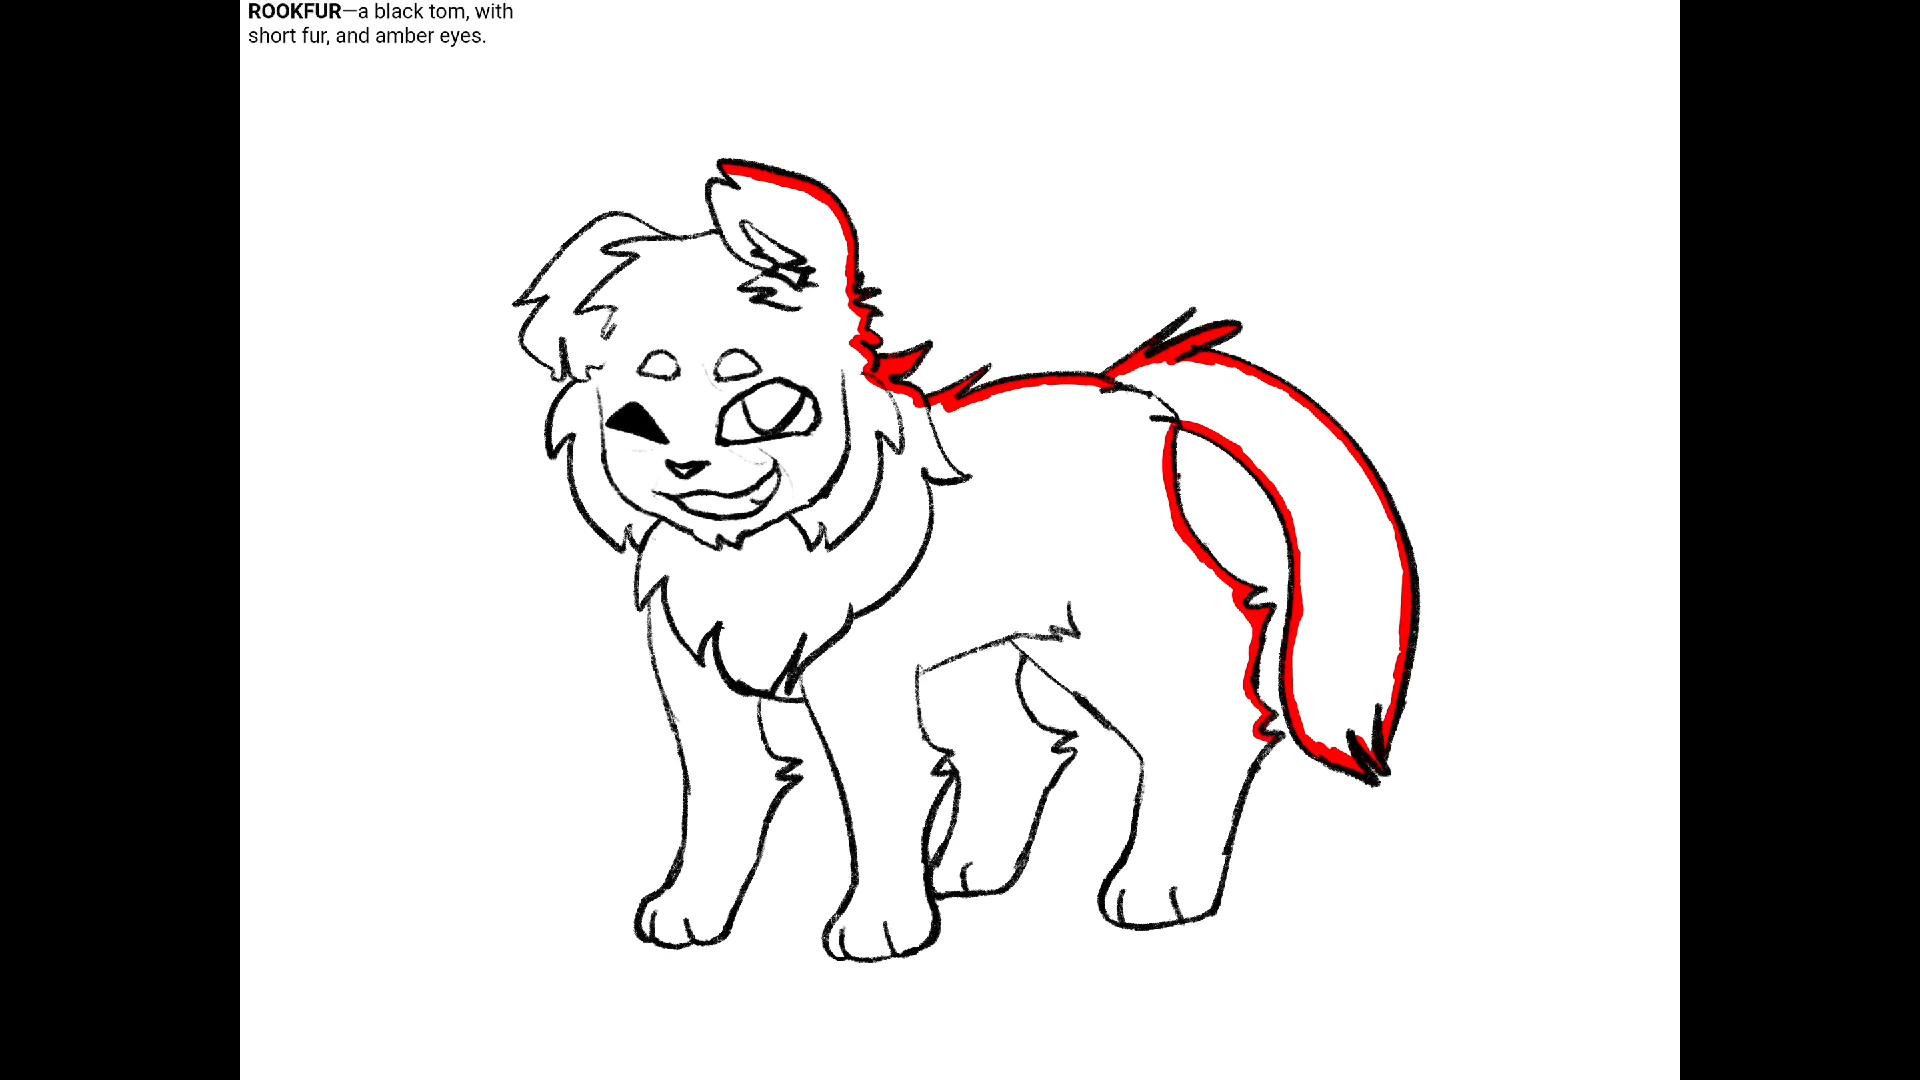 ROOKFUR—a black tom, with
short fur, and amber eyes.